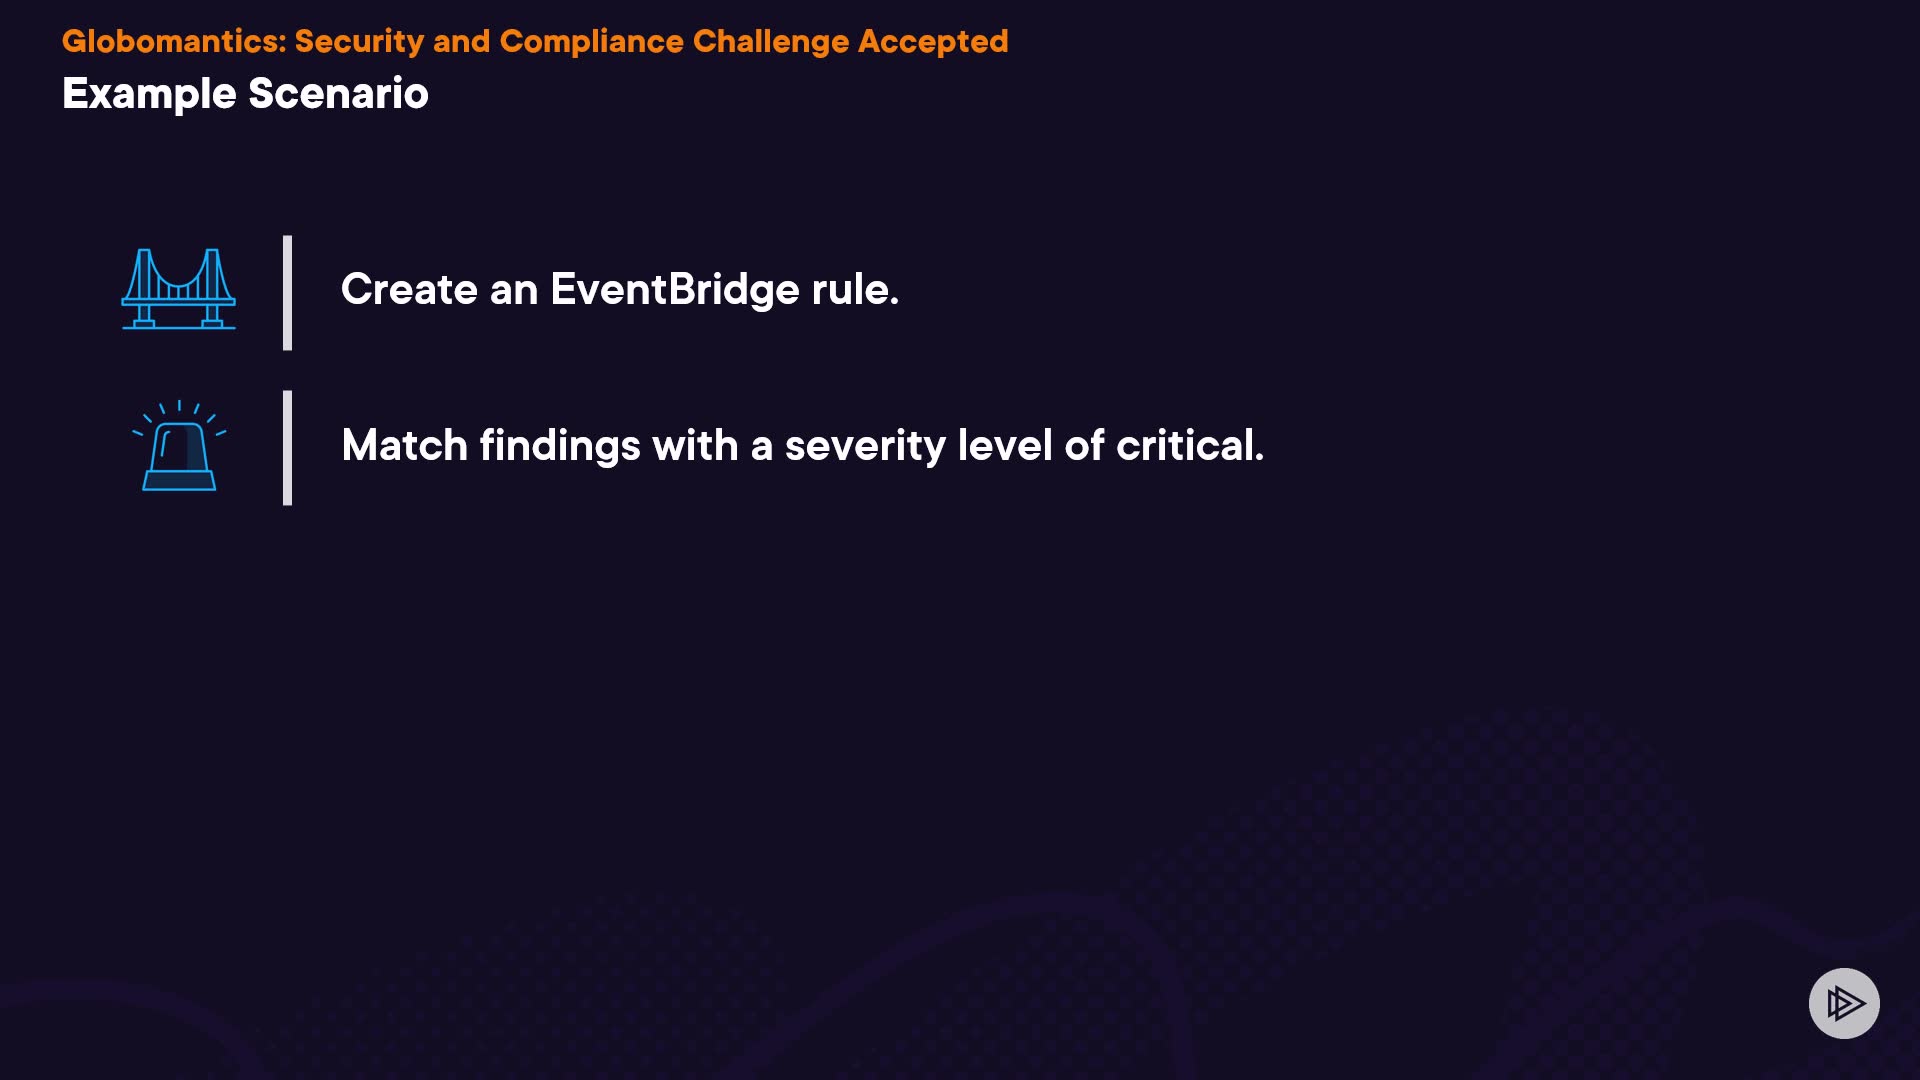 Globomantics: Security and Compliance Challenge Accepted
Example Scenario
Create an EventBridge rule.
Match findings with a severity level of critical.